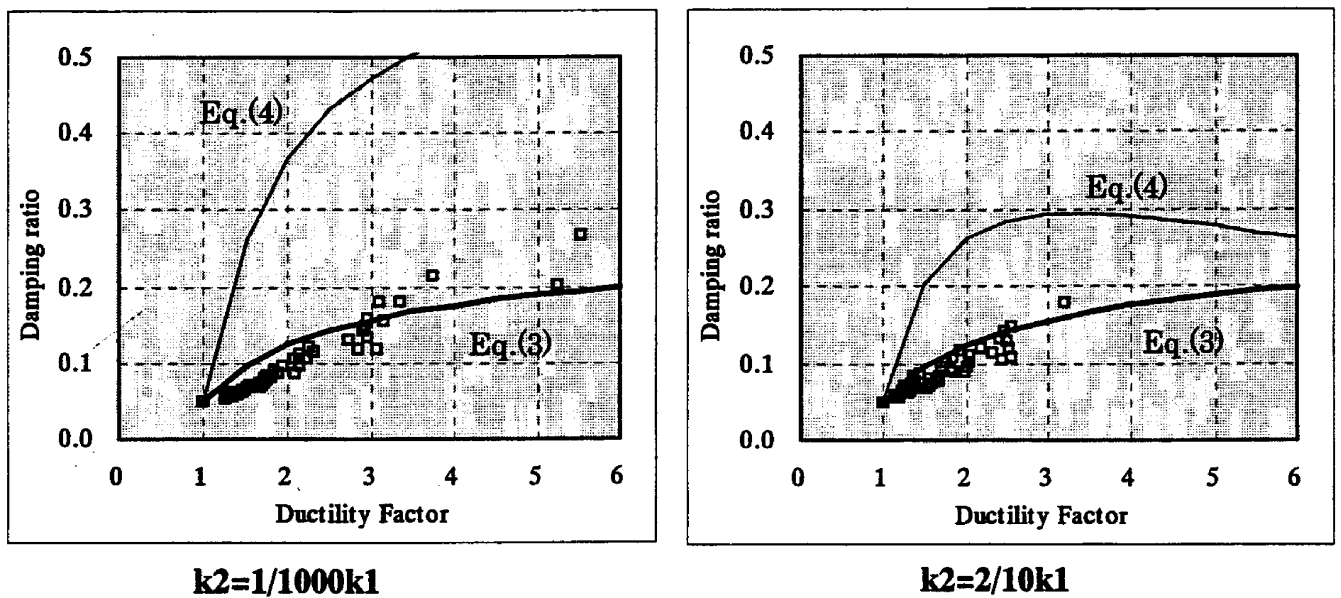 0.5
0.4
0.3
0.2
0.1
0.0
Damping ratio
Eq.(4)
Eq.(3)
0 1 2 3 4 5 6
Ductility Factor
k2=1/1000k1
0.5
0.4
0.3
0.2
0.1
0.0
Damping ratio
Eq.(4)
Eq.(3)
0 1 2 3 4 5 6
Ductility Factor
k2=2/10k1